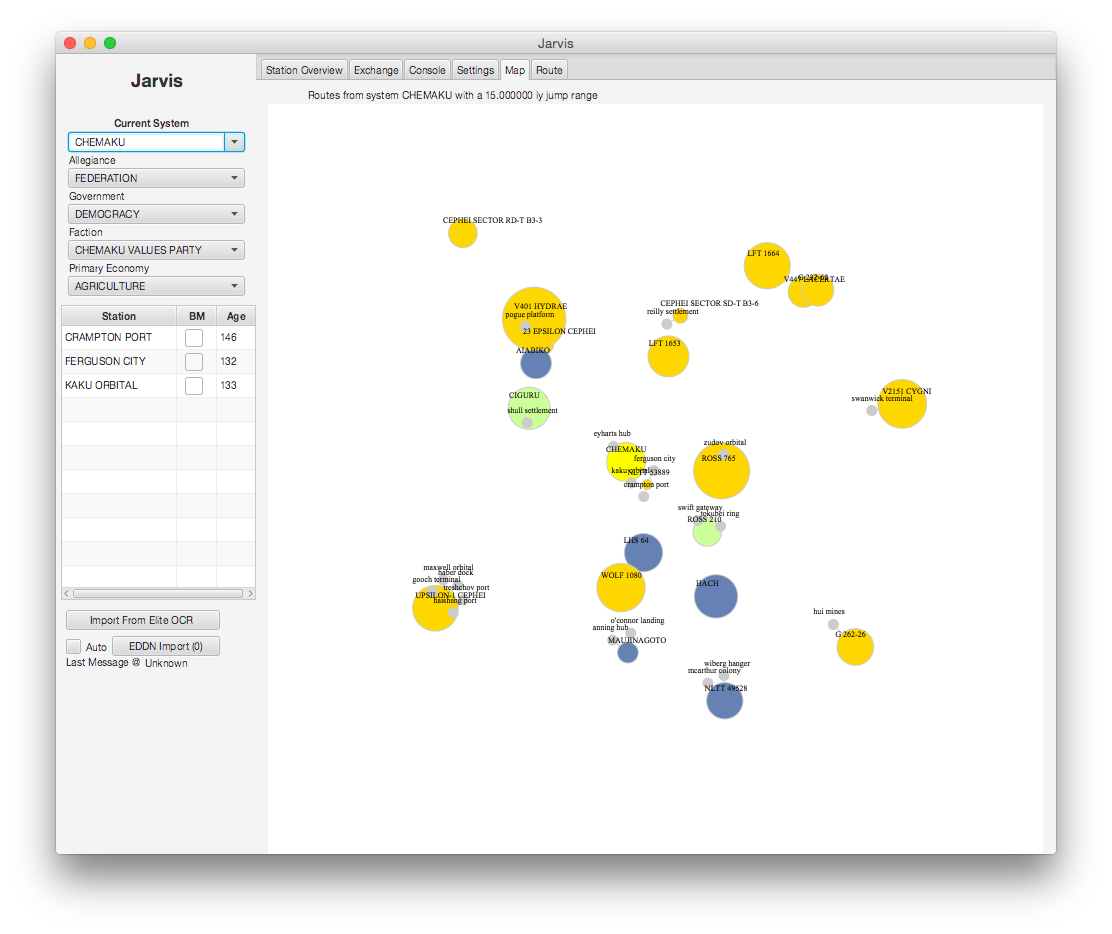 Jarvis
Jarvis
Station Overview
Exchange
Console
Settings
Map
Route
Current System
CHEMAKU
Allegiance
FEDERATION
Government
DEMOCRACY
Faction
CHEMAKU VALUES PARTY
Primary Economy
AGRICULTURE
Station BM Age
CRAMPTON PORT 146
FERGUSON CITY 132
KAKU ORBITAL 133
Import From Elite OCR
Auto
EDDN Import (0)
Last Message @ Unknown
Routes from system CHEMAKU with a 15.000000 ly jump range
CEPHEI SECTOR RD-T B3-3
LFT 1664
V447 LACERTAE
V401 HYDRAE
pogue platform
CEPHEI SECTOR SD-T B3-6
reilly settlement
23 EPSILON CEPHEI
LFT 1653
AIABIKO
V2151 CYGNI
swanwick terminal
CIGURU
shull settlement
eyharts hub
zudov orbital
CHEMAKU
ferguson city
ROSS 765
kaku orbital
NLTT 53889
crampton port
swift gateway
tokubei ring
ROSS 210
LHS 64
maxwell orbital
haber dock
WOLF 1080
gooch terminal
HACH
ireshchov port
UPSILON-1 CEPHEI
haisheng port
hui mines
o'connor landing
anning hub
G 262-26
MAUJINAGOTO
wiberg hanger
mcarthur colony
NLTT 49528